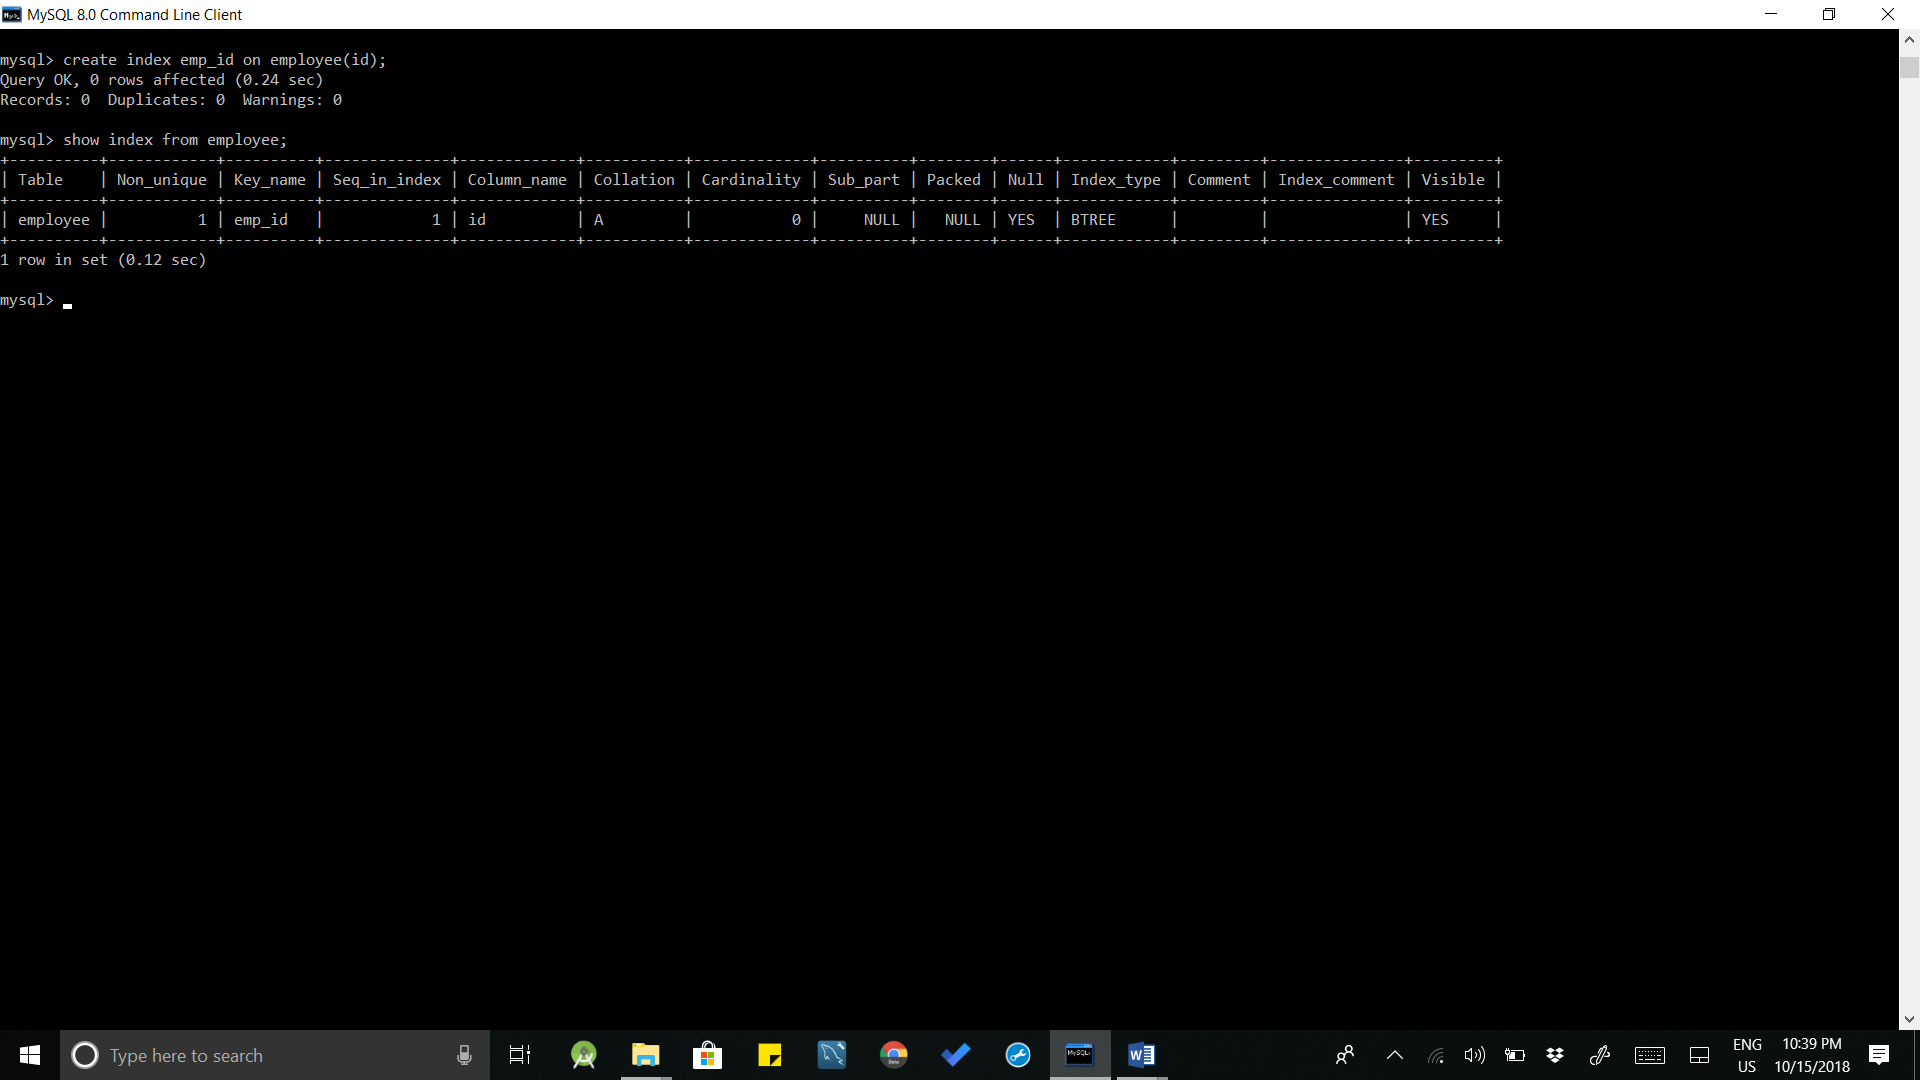 MySQL 8.0 Command Line Client
mysql> create index emp_id on employee(id);
Query OK, 0 rows affected (0.24 sec)
Records: 0  Duplicates: 0  Warnings: 0
mysql> show index from employee;
+----------+------------+----------+--------------+-------------+-----------+-------------+----------+--------+------+------------+---------+---------------+---------+
| Table    | Non_unique | Key_name | Seq_in_index | Column_name | Collation | Cardinality | Sub_part | Packed | Null | Index_type | Comment | Index_comment | Visible |
+----------+------------+----------+--------------+-------------+-----------+-------------+----------+--------+------+------------+---------+---------------+---------+
| employee |          1 | emp_id   |            1 | id          | A         |           0 |     NULL |   NULL | YES  | BTREE      |         |               | YES     |
+----------+------------+----------+--------------+-------------+-----------+-------------+----------+--------+------+------------+---------+---------------+---------+
1 row in set (0.12 sec)
mysql>
Type here to search
ENG
US
10:39 PM
10/15/2018